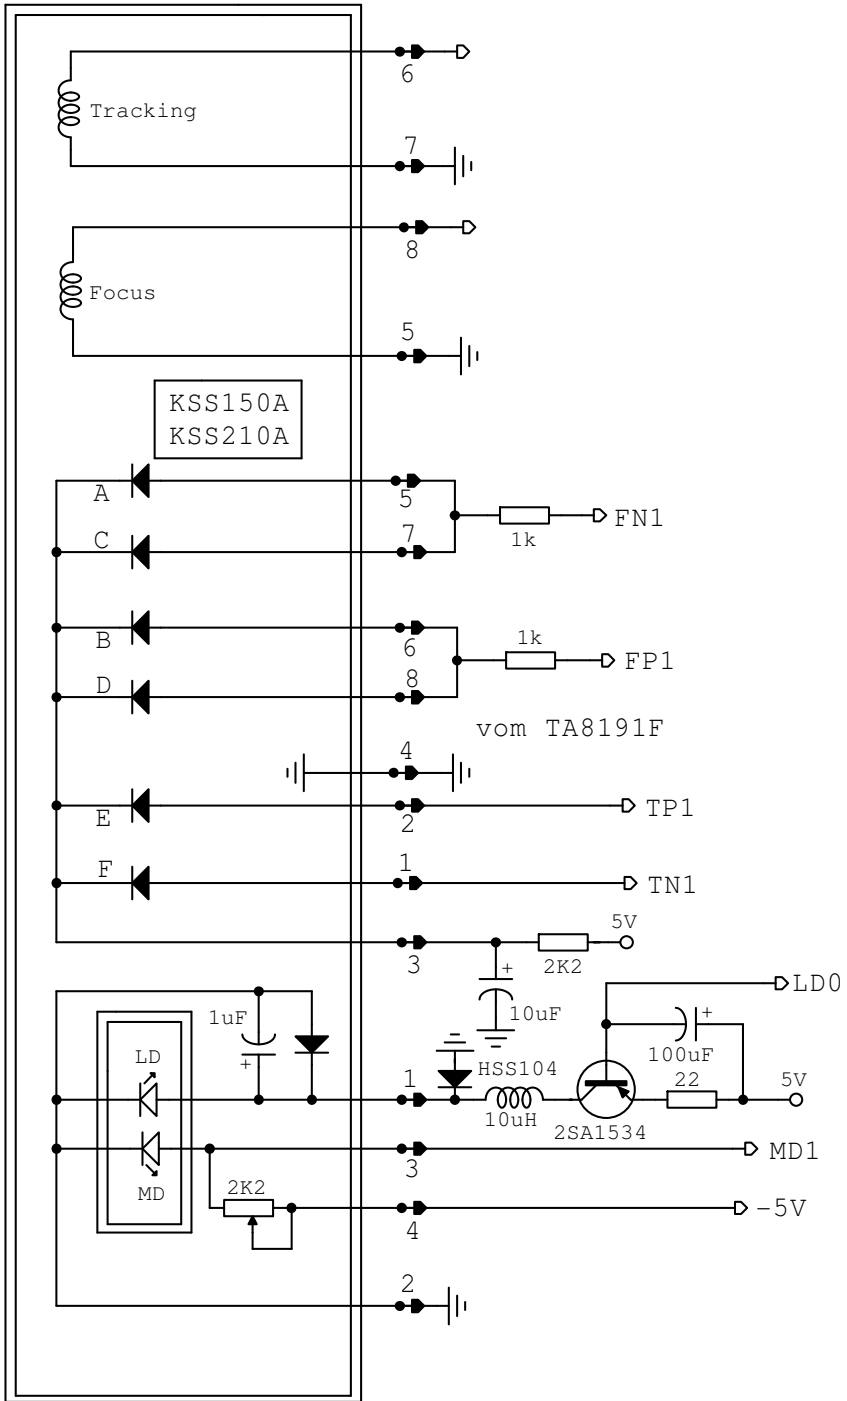 6
Tracking
7
8
Focus
5
KSS150A
KSS210A
A
5
FN1
1k
C
7
B
6
1k
FP1
D
8
vom TA8191F
4
E
2
TP1
F
1
TN1
5V
3
2K2
+
10uF
LD0
1uF
+
+
100uF
LD
HSS104
1
10uH
2SA1534
22
5V
MD
3
MD1
2K2
4
-5V
2